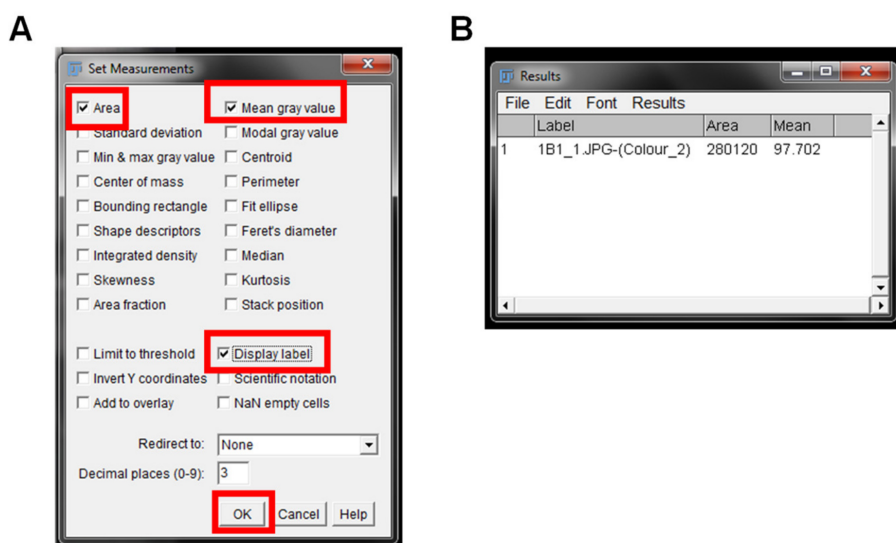 A
B
Set Measurements
Area
Mean gray value
Standard deviation
Modal gray value
Min & max gray value
Centroid
Center of mass
Perimeter
Bounding rectangle
Fit ellipse
Shape descriptors
Feret's diameter
Integrated density
Median
Skewness
Kurtosis
Area fraction
Stack position
Limit to threshold
Display label
Invert Y coordinates
Scientific notation
Add to overlay
NaN empty cells
Redirect to: None
Decimal places (0-9): 3
OK Cancel Help
Results
File Edit Font Results
Label Area Mean
1 1B1_1.JPG-(Colour_2) 280120 97.702